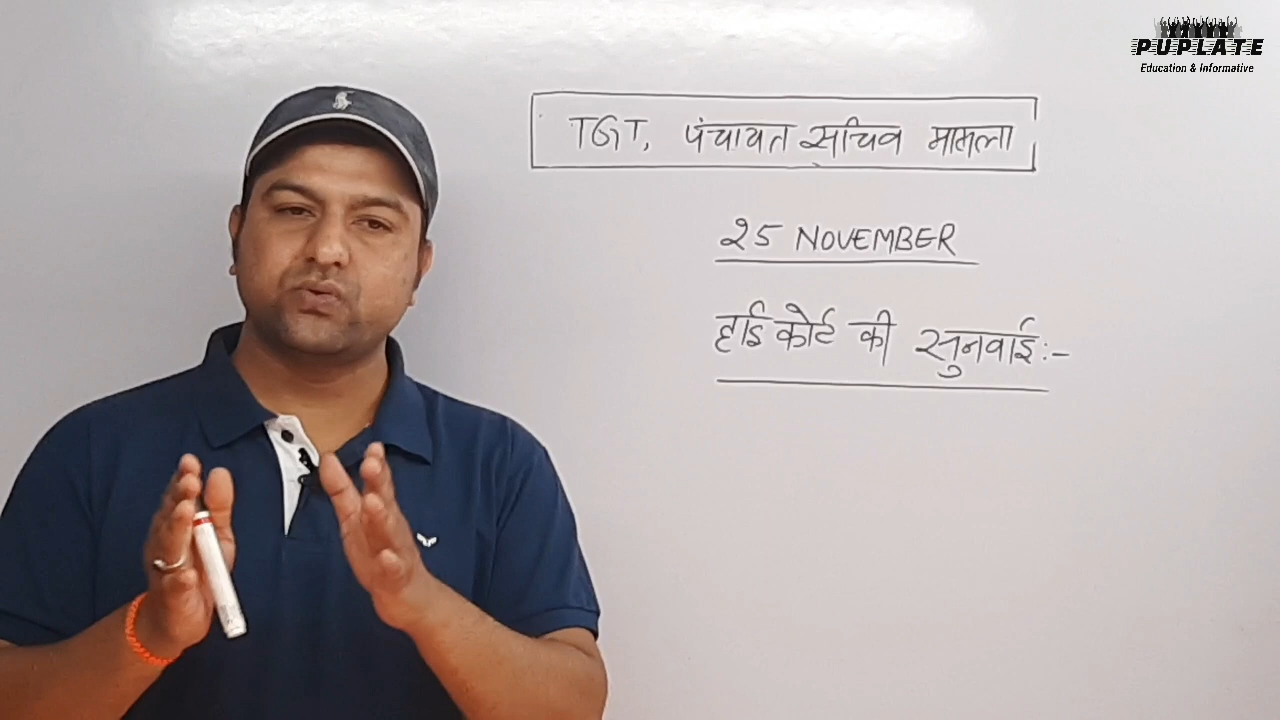 PUPLATE
Education & Informative
TGT, पंचायत सचिव मामला
25 NOVEMBER
हाई कोर्ट की सुनवाई:-